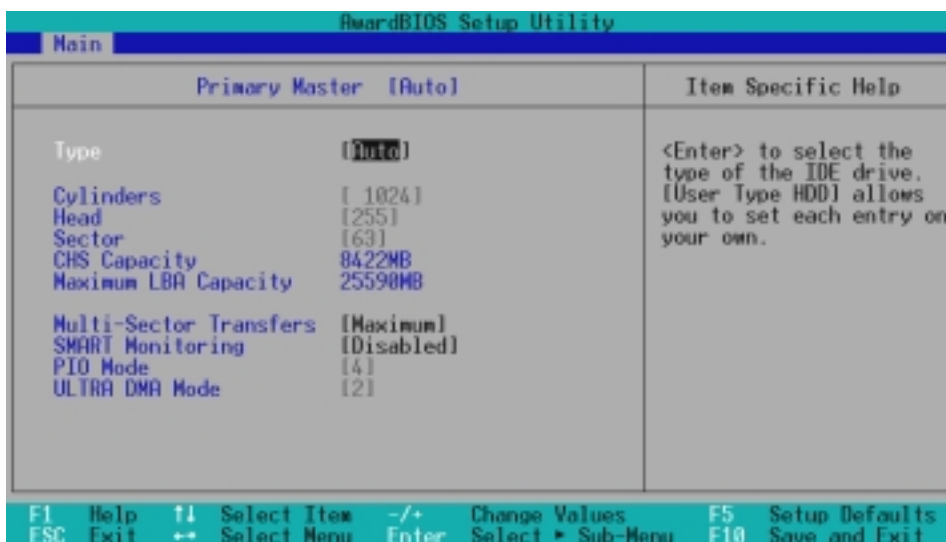 AwardBIOS Setup Utility
Main
Primary Master [Auto]
Item Specific Help
Type [Auto]
Cylinders [ 1024]
Head [255]
Sector [63]
CHS Capacity 8422MB
Maximum LBA Capacity 25590MB
Multi-Sector Transfers [Maximum]
SMART Monitoring [Disabled]
PIO Mode [4]
ULTRA DMA Mode [2]
<Enter> to select the
type of the IDE drive.
[User Type HDD] allows
you to set each entry on
your own.
F1 Help ↑↓ Select Item -/+ Change Values F5 Setup Defaults
ESC Exit ↔ Select Menu Enter Select ► Sub-Menu F10 Save and Exit